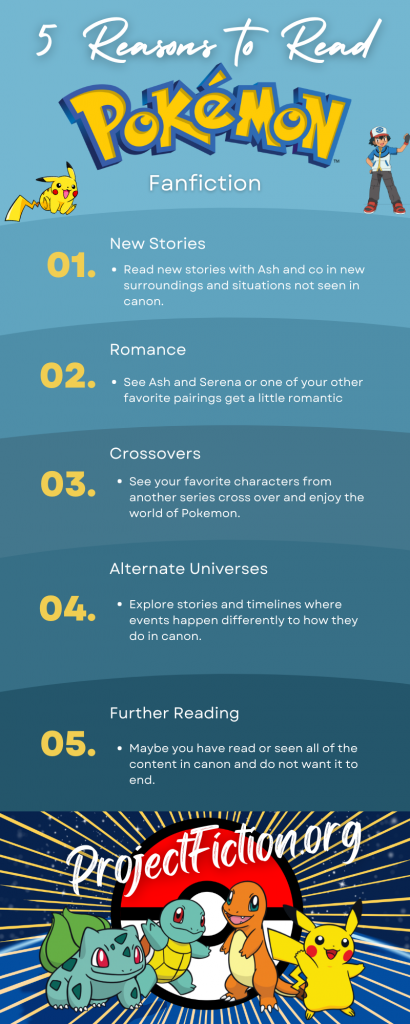 5 Reasons to Read
POKéMON
TM
Fanfiction
01.
New Stories
• Read new stories with Ash and co in new
surroundings and situations not seen in
canon.
02.
Romance
• See Ash and Serena or one of your other
favorite pairings get a little romantic
03.
Crossovers
• See your favorite characters from
another series cross over and enjoy the
world of Pokemon.
04.
Alternate Universes
• Explore stories and timelines where
events happen differently to how they
do in canon.
05.
Further Reading
• Maybe you have read or seen all of the
content in canon and do not want it to
end.
ProjectFiction.org